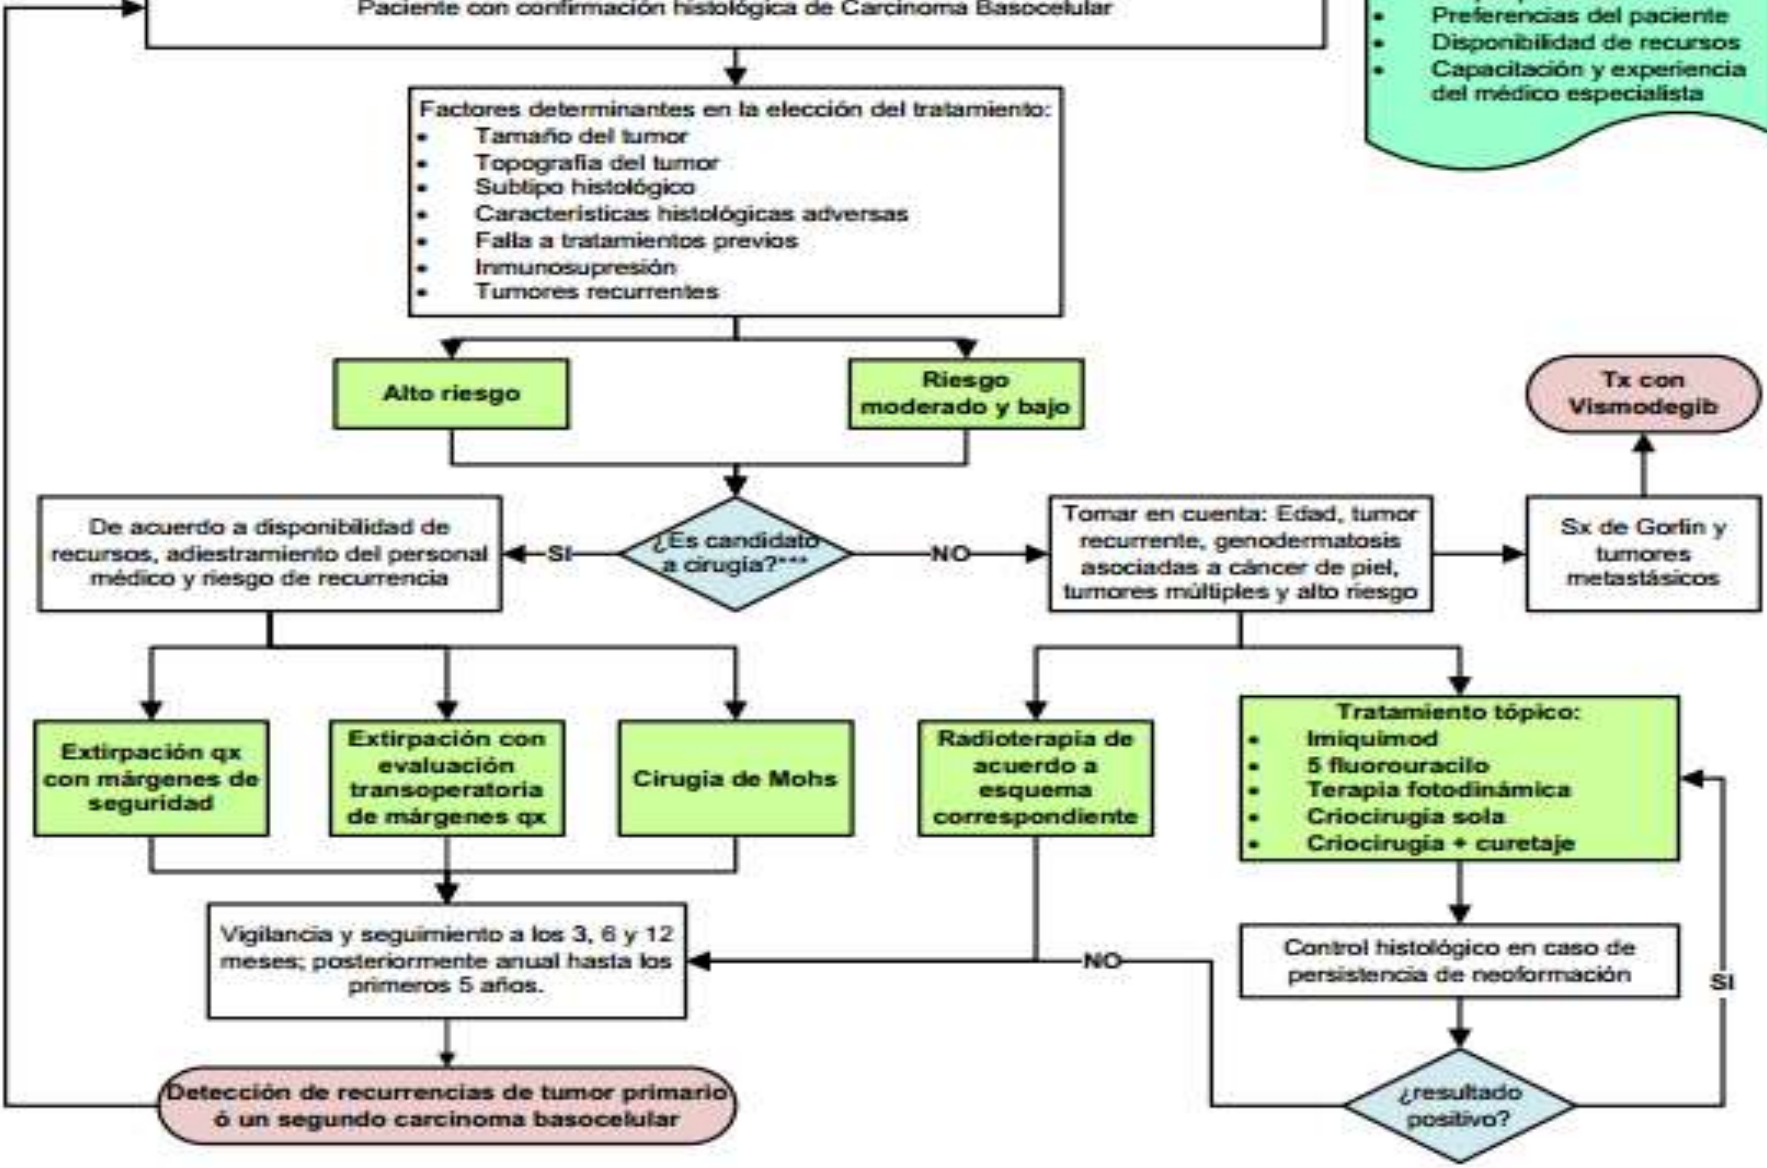 Paciente con confirmación histológica de Carcinoma Basocelular
• Preferencias del paciente
• Disponibilidad de recursos
• Capacitación y experiencia
del médico especialista
Factores determinantes en la elección del tratamiento:
• Tamaño del tumor
• Topografía del tumor
• Subtipo histológico
• Características histológicas adversas
• Falla a tratamientos previos
• Inmunosupresión
• Tumores recurrentes
Alto riesgo
Riesgo
moderado y bajo
Tx con
Vismodegib
De acuerdo a disponibilidad de
recursos, adiestramiento del personal
médico y riesgo de recurrencia
SI
¿Es candidato
a cirugía?***
NO
Tomar en cuenta: Edad, tumor
recurrente, genodermatosis
asociadas a cáncer de piel,
tumores múltiples y alto riesgo
Sx de Gorlin y
tumores
metastásicos
Extirpación qx
con márgenes de
seguridad
Extirpación con
evaluación
transoperatoria
de márgenes qx
Cirugía de Mohs
Radioterapia de
acuerdo a
esquema
correspondiente
Tratamiento tópico:
• Imiquimod
• 5 fluorouracilo
• Terapia fotodinámica
• Criocirugía sola
• Criocirugía + curetaje
Vigilancia y seguimiento a los 3, 6 y 12
meses; posteriormente anual hasta los
primeros 5 años.
NO
Control histológico en caso de
persistencia de neoformación
SI
Detección de recurrencias de tumor primario
ó un segundo carcinoma basocelular
¿resultado
positivo?